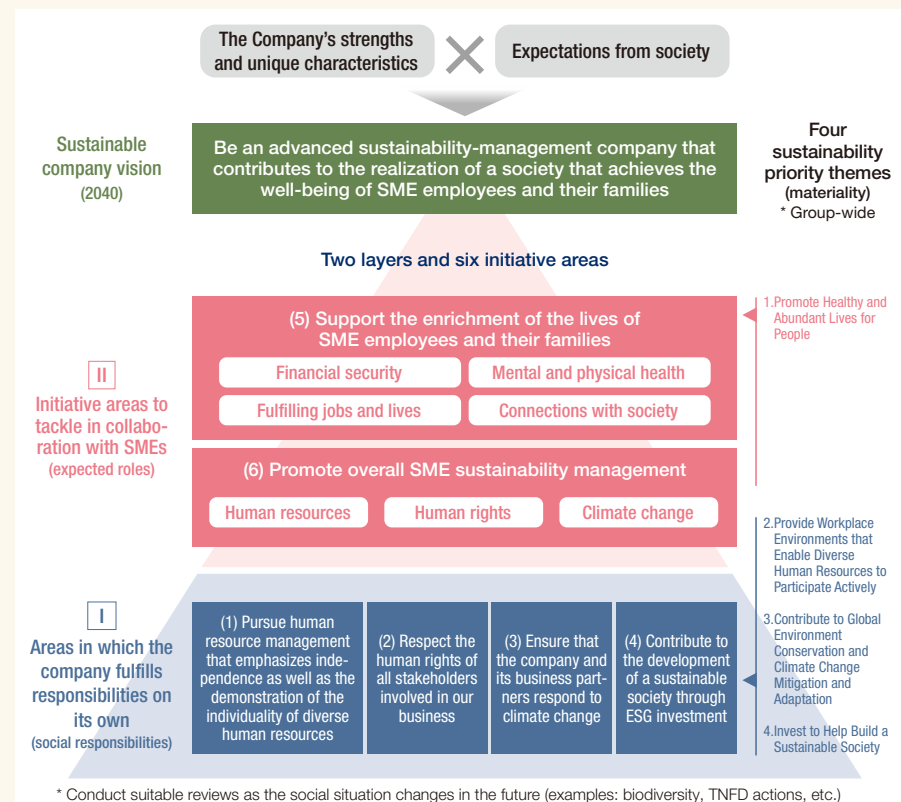 The Company's strengths
and unique characteristics
Expectations from society
Sustainable
company vision
(2040)
Be an advanced sustainability-management company that
contributes to the realization of a society that achieves the
well-being of SME employees and their families
Four
sustainability
priority themes
(materiality)
* Group-wide
Two layers and six initiative areas
II
Initiative areas to
tackle in collabo-
ration with SMEs
(expected roles)
(5) Support the enrichment of the lives of
SME employees and their families
Financial security
Mental and physical health
Fulfilling jobs and lives
Connections with society
(6) Promote overall SME sustainability management
Human resources
Human rights
Climate change
1.Promote Healthy and
Abundant Lives for
People
I
Areas in which the
company fulfills
responsibilities on
its own
(social responsibilities)
(1) Pursue human
resource management
that emphasizes inde-
pendence as well as the
demonstration of the
individuality of diverse
human resources
(2) Respect the
human rights of
all stakeholders
involved in our
business
(3) Ensure that
the company and
its business part-
ners respond to
climate change
(4) Contribute to
the development
of a sustainable
society through
ESG investment
2.Provide Workplace
Environments that
Enable Diverse
Human Resources to
Participate Actively
3.Contribute to Global
Environment
Conservation and
Climate Change
Mitigation and
Adaptation
4.Invest to Help Build a
Sustainable Society
* Conduct suitable reviews as the social situation changes in the future (examples: biodiversity, TNFD actions, etc.)